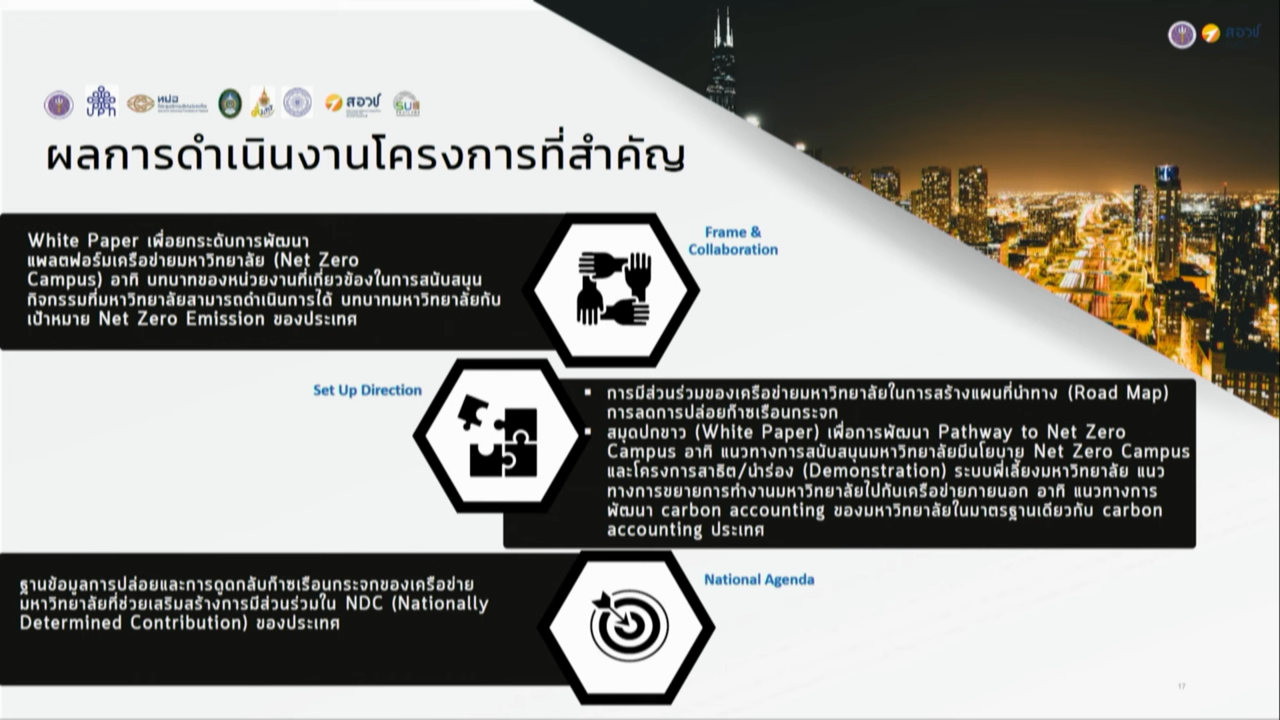 สอวช
สอวช
SUN
ผลการดำเนินงานโครงการที่สำคัญ
White Paper เพื่อยกระดับการพัฒนา
แพลตฟอร์มเครือข่ายมหาวิทยาลัย (Net Zero
Campus) อาทิ บทบาทของหน่วยงานที่เกี่ยวข้องในการสนับสนุน
กิจกรรมที่มหาวิทยาลัยสามารถดำเนินการได้ บทบาทมหาวิทยาลัยกับ
เป้าหมาย Net Zero Emission ของประเทศ
Frame &
Collaboration
Set Up Direction
▪ การมีส่วนร่วมของเครือข่ายมหาวิทยาลัยในการสร้างแผนที่นำทาง (Road Map)
การลดการปล่อยก๊าซเรือนกระจก
▪ สมุดปกขาว (White Paper) เพื่อการพัฒนา Pathway to Net Zero
Campus อาทิ แนวทางการสนับสนุนมหาวิทยาลัยมีนโยบาย Net Zero Campus
และโครงการสาธิต/นำร่อง (Demonstration) ระบบพี่เลี้ยงมหาวิทยาลัย แนว
ทางการขยายการทำงานมหาวิทยาลัยไปกับเครือข่ายภายนอก อาทิ แนวทางการ
พัฒนา carbon accounting ของมหาวิทยาลัยในมาตรฐานเดียวกับ carbon
accounting ประเทศ
ฐานข้อมูลการปล่อยและการดูดกลับก๊าซเรือนกระจกของเครือข่าย
มหาวิทยาลัยที่ช่วยเสริมสร้างการมีส่วนร่วมใน NDC (Nationally
Determined Contribution) ของประเทศ
National Agenda
17